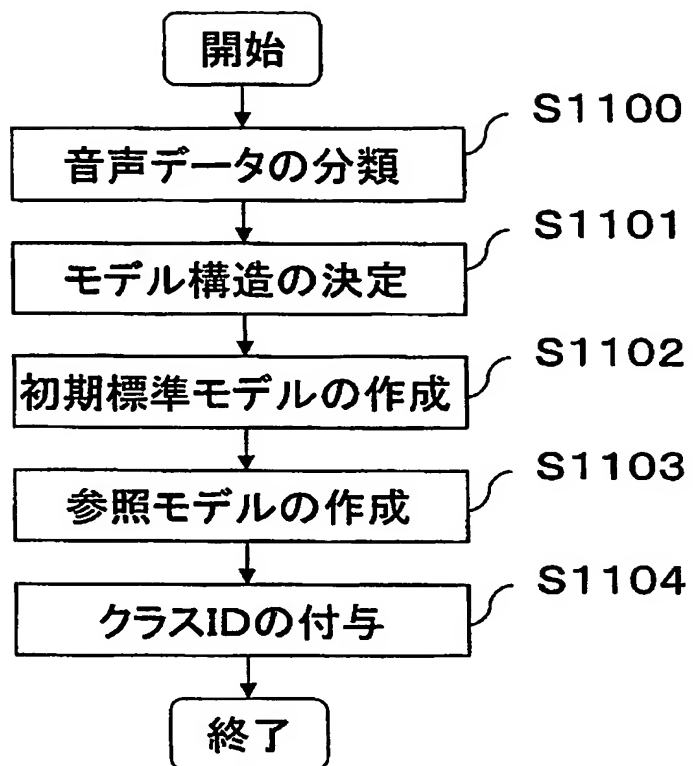 開始
S1100
音声データの分類
S1101
モデル構造の決定
S1102
初期標準モデルの作成
S1103
参照モデルの作成
S1104
クラスIDの付与
終了